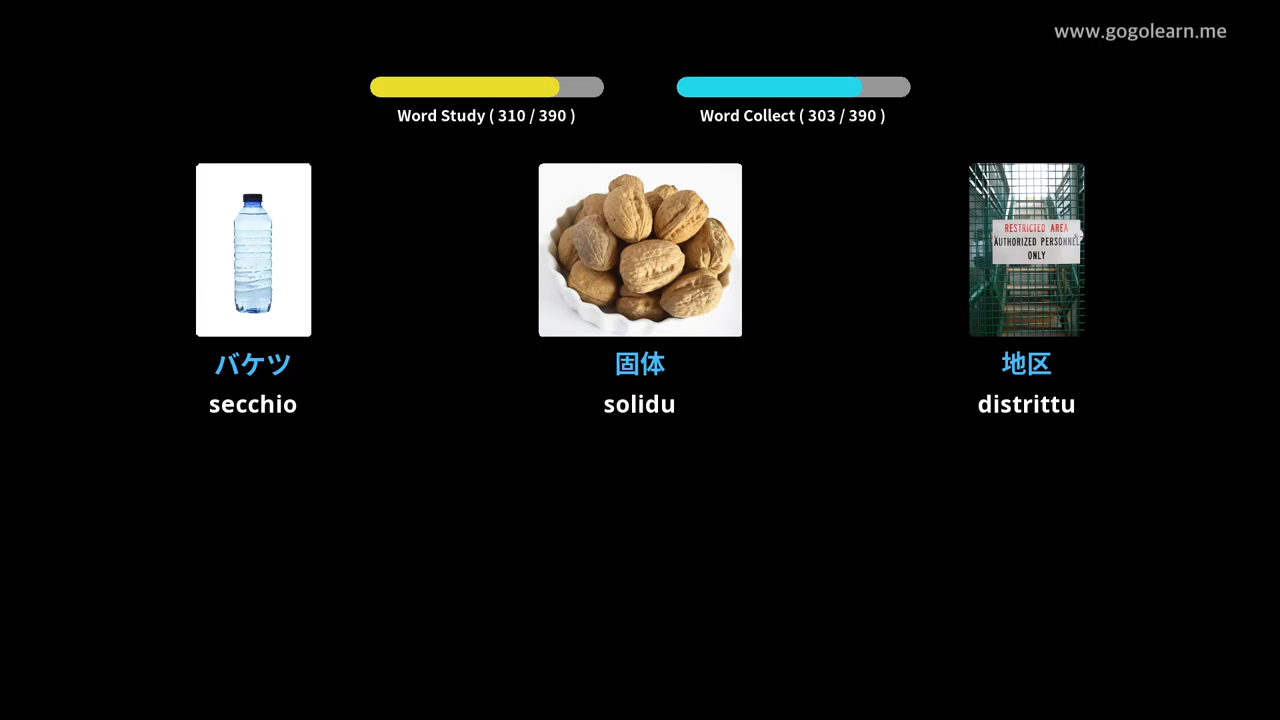 www.gogolearn.me
Word Study ( 310 / 390 )
Word Collect ( 303 / 390 )
RESTRICTED AREA
AUTHORIZED PERSONNEL
ONLY
バケツ
固体
地区
secchio
solidu
distrittu